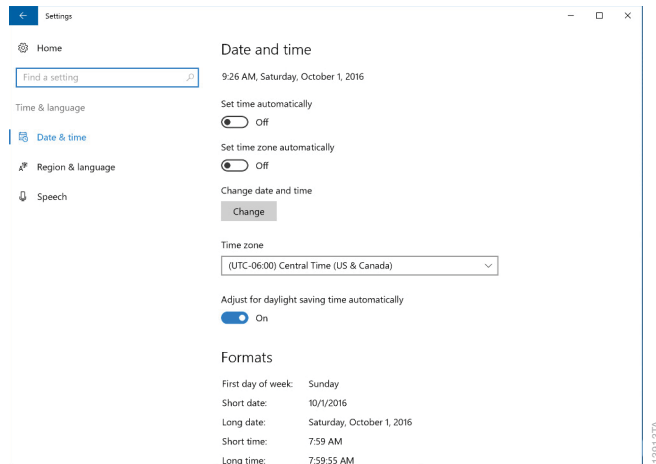 Settings
Home
Find a setting
Time & language
Date & time
Region & language
Speech
Date and time
9:26 AM, Saturday, October 1, 2016
Set time automatically
Off
Set time zone automatically
Off
Change date and time
Change
Time zone
(UTC-06:00) Central Time (US & Canada)
Adjust for daylight saving time automatically
On
Formats
First day of week: Sunday
Short date: 10/1/2016
Long date: Saturday, October 1, 2016
Short time: 7:59 AM
Long time: 7:59:55 AM